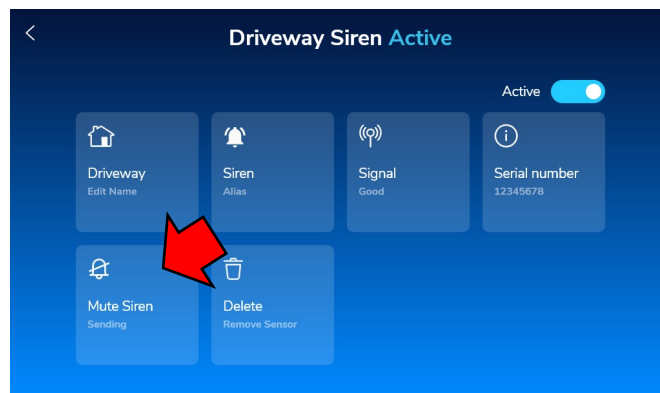 Driveway Siren Active
Active
Driveway
Edit Name
Siren
Alias
Signal
Good
Serial number
12345678
Mute Siren
Sending
Delete
Remove Sensor